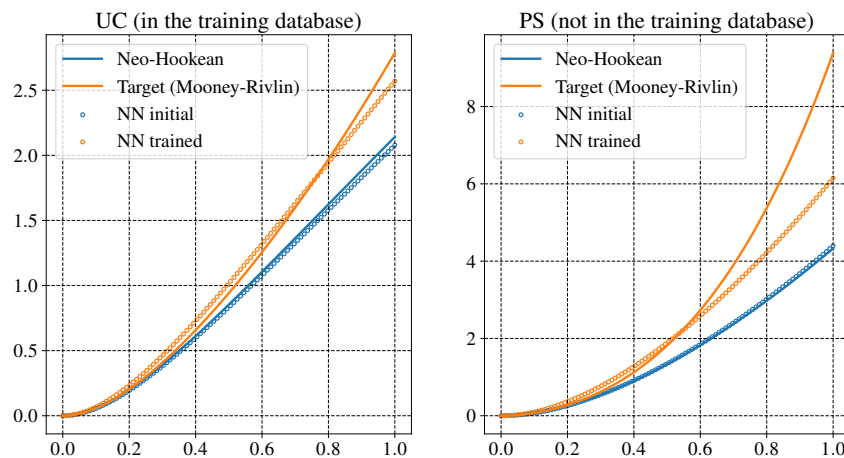 UC (in the training database)
Neo-Hookean
Target (Mooney-Rivlin)
NN initial
NN trained
2.5
2.0
1.5
1.0
0.5
0.0
0.0 0.2 0.4 0.6 0.8 1.0
PS (not in the training database)
Neo-Hookean
Target (Mooney-Rivlin)
NN initial
NN trained
8
6
4
2
0
0.0 0.2 0.4 0.6 0.8 1.0